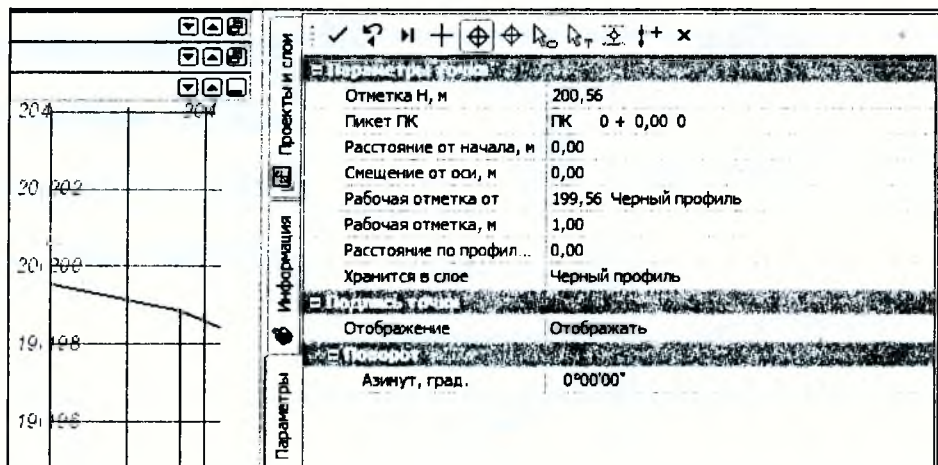 Проекты и слои
Информация
Параметры
204
204
202
200
198
196
Параметры точки
Отметка H, м 200,56
Пикет ПК ПК 0 + 0,00 0
Расстояние от начала, м 0,00
Смещение от оси, м 0,00
Рабочая отметка от 199,56 Черный профиль
Рабочая отметка, м 1,00
Расстояние по профил... 0,00
Хранится в слое Черный профиль
Подпись точки
Отображение Отображать
Поворот
Азимут, град. 0°00'00"